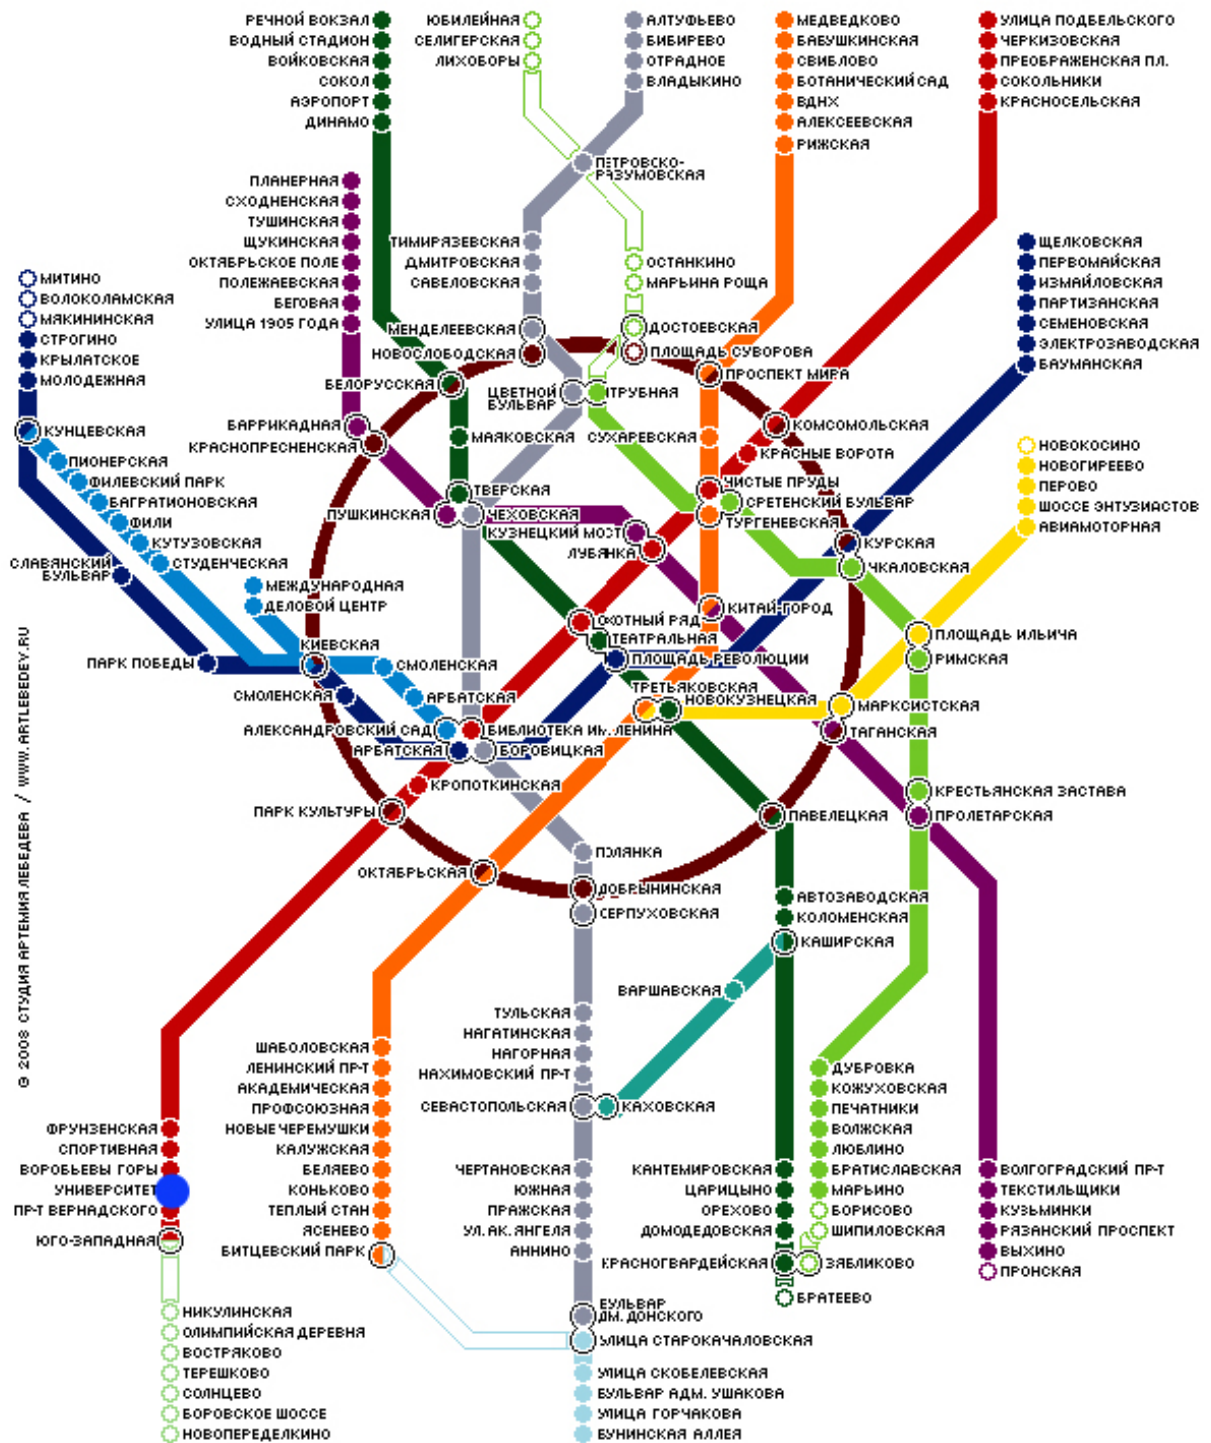 РЕЧНОЙ ВОКЗАЛ
ВОДНЫЙ СТАДИОН
ВОЙКОВСКАЯ
СОКОЛ
АЭРОПОРТ
ДИНАМО
ЮБИЛЕЙНАЯ
СЕЛИГЕРСКАЯ
ЛИХОБОРЫ
АЛТУФЬЕВО
БИБИРЕВО
ОТРАДНОЕ
ВЛАДЫКИНО
МЕДВЕДКОВО
БАБУШКИНСКАЯ
СВИБЛОВО
БОТАНИЧЕСКИЙ САД
ВДНХ
АЛЕКСЕЕВСКАЯ
РИЖСКАЯ
УЛИЦА ПОДБЕЛЬСКОГО
ЧЕРКИЗОВСКАЯ
ПРЕОБРАЖЕНСКАЯ ПЛ.
СОКОЛЬНИКИ
КРАСНОСЕЛЬСКАЯ
ПЕТРОВСКО-
РАЗУМОВСКАЯ
ПЛАНЕРНАЯ
СХОДНЕНСКАЯ
ТУШИНСКАЯ
ЩУКИНСКАЯ
ОКТЯБРЬСКОЕ ПОЛЕ
ПОЛЕЖАЕВСКАЯ
БЕГОВАЯ
УЛИЦА 1905 ГОДА
ТИМИРЯЗЕВСКАЯ
ДМИТРОВСКАЯ
САВЕЛОВСКАЯ
МЕНДЕЛЕЕВСКАЯ
НОВОСЛОБОДСКАЯ
ОСТАНКИНО
МАРЬИНА РОЩА
ДОСТОЕВСКАЯ
ПЛОЩАДЬ СУВОРОВА
ЩЕЛКОВСКАЯ
ПЕРВОМАЙСКАЯ
ИЗМАЙЛОВСКАЯ
ПАРТИЗАНСКАЯ
СЕМЕНОВСКАЯ
ЭЛЕКТРОЗАВОДСКАЯ
БАУМАНСКАЯ
МИТИНО
ВОЛОКОЛАМСКАЯ
МЯКИНИНСКАЯ
СТРОГИНО
КРЫЛАТСКОЕ
МОЛОДЕЖНАЯ
КУНЦЕВСКАЯ
ПИОНЕРСКАЯ
ФИЛЕВСКИЙ ПАРК
БАГРАТИОНОВСКАЯ
ФИЛИ
КУТУЗОВСКАЯ
СТУДЕНЧЕСКАЯ
СЛАВЯНСКИЙ
БУЛЬВАР
МЕЖДУНАРОДНАЯ
ДЕЛОВОЙ ЦЕНТР
ПАРК ПОБЕДЫ
КИЕВСКАЯ
БЕЛОРУССКАЯ
ЦВЕТНОЙ
БУЛЬВАР
ТРУБНАЯ
ПРОСПЕКТ МИРА
БАРРИКАДНАЯ
КРАСНОПРЕСНЕНСКАЯ
МАЯКОВСКАЯ
СУХАРЕВСКАЯ
КОМСОМОЛЬСКАЯ
КРАСНЫЕ ВОРОТА
ТВЕРСКАЯ
ПУШКИНСКАЯ
ЧЕХОВСКАЯ
КУЗНЕЦКИЙ МОСТ
ЛУБЯНКА
ЧИСТЫЕ ПРУДЫ
СРЕТЕНСКИЙ БУЛЬВАР
ТУРГЕНЕВСКАЯ
КУРСКАЯ
ЧКАЛОВСКАЯ
НОВОКОСИНО
НОВОГИРЕЕВО
ПЕРОВО
ШОССЕ ЭНТУЗИАСТОВ
АВИАМОТОРНАЯ
ОХОТНЫЙ РЯД
ТЕАТРАЛЬНАЯ
ПЛОЩАДЬ РЕВОЛЮЦИИ
КИТАЙ-ГОРОД
ПЛОЩАДЬ ИЛЬИЧА
РИМСКАЯ
СМОЛЕНСКАЯ
СМОЛЕНСКАЯ
АРБАТСКАЯ
АЛЕКСАНДРОВСКИЙ САД
БИБЛИОТЕКА ИМ. ЛЕНИНА
АРБАТСКАЯ
БОРОВИЦКАЯ
ТРЕТЬЯКОВСКАЯ
НОВОКУЗНЕЦКАЯ
МАРКСИСТСКАЯ
ТАГАНСКАЯ
КРОПОТКИНСКАЯ
ПАРК КУЛЬТУРЫ
КРЕСТЬЯНСКАЯ ЗАСТАВА
ПРОЛЕТАРСКАЯ
ПАВЕЛЕЦКАЯ
ОКТЯБРЬСКАЯ
ПОЛЯНКА
ДОБРЫНИНСКАЯ
СЕРПУХОВСКАЯ
АВТОЗАВОДСКАЯ
КОЛОМЕНСКАЯ
КАШИРСКАЯ
ВАРШАВСКАЯ
КАХОВСКАЯ
ТУЛЬСКАЯ
НАГАТИНСКАЯ
НАГОРНАЯ
НАХИМОВСКИЙ ПР-Т
СЕВАСТОПОЛЬСКАЯ
ЧЕРТАНОВСКАЯ
ЮЖНАЯ
ПРАЖСКАЯ
УЛ. АК. ЯНГЕЛЯ
АННИНО
БУЛЬВАР
ДМ. ДОНСКОГО
УЛИЦА СТАРОКАЧАЛОВСКАЯ
УЛИЦА СКОБЕЛЕВСКАЯ
БУЛЬВАР АДМ. УШАКОВА
УЛИЦА ГОРЧАКОВА
БУНИНСКАЯ АЛЛЕЯ
ШАБОЛОВСКАЯ
ЛЕНИНСКИЙ ПР-Т
АКАДЕМИЧЕСКАЯ
ПРОФСОЮЗНАЯ
НОВЫЕ ЧЕРЕМУШКИ
КАЛУЖСКАЯ
БЕЛЯЕВО
КОНЬКОВО
ТЕПЛЫЙ СТАН
ЯСЕНЕВО
БИТЦЕВСКИЙ ПАРК
ФРУНЗЕНСКАЯ
СПОРТИВНАЯ
ВОРОБЬЕВЫ ГОРЫ
УНИВЕРСИТЕТ
ПР-Т ВЕРНАДСКОГО
ЮГО-ЗАПАДНАЯ
НИКУЛИНСКАЯ
ОЛИМПИЙСКАЯ ДЕРЕВНЯ
ВОСТРЯКОВО
ТЕРЕШКОВО
СОЛНЦЕВО
БОРОВСКОЕ ШОССЕ
НОВОПЕРЕДЕЛКИНО
КАНТЕМИРОВСКАЯ
ЦАРИЦЫНО
ОРЕХОВО
ДОМОДЕДОВСКАЯ
КРАСНОГВАРДЕЙСКАЯ
БРАТЕЕВО
ДУБРОВКА
КОЖУХОВСКАЯ
ПЕЧАТНИКИ
ВОЛЖСКАЯ
ЛЮБЛИНО
БРАТИСЛАВСКАЯ
МАРЬИНО
БОРИСОВО
ШИПИЛОВСКАЯ
ЗЯБЛИКОВО
ВОЛГОГРАДСКИЙ ПР-Т
ТЕКСТИЛЬЩИКИ
КУЗЬМИНКИ
РЯЗАНСКИЙ ПРОСПЕКТ
ВЫХИНО
ПРОНСКАЯ
© 2008 СТУДИЯ АРТЕМИЯ ЛЕБЕДЕВА / WWW.ARTLEBEDEV.RU